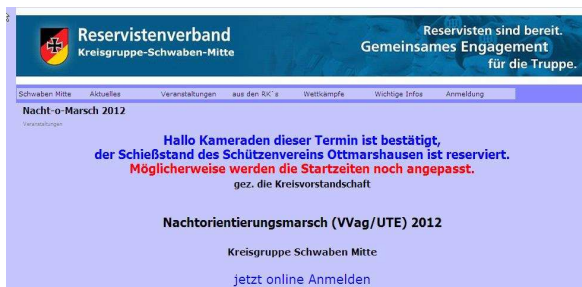 Reservistenverband
Kreisgruppe-Schwaben-Mitte
Reservisten sind bereit.
Gemeinsames Engagement
für die Truppe.
Schwaben Mitte Aktuelles Veranstaltungen aus den RK`s Wettkämpfe Wichtige Infos Anmeldung
Nacht-o-Marsch 2012
Veranstaltungen
Hallo Kameraden dieser Termin ist bestätigt,
der Schießstand des Schützenvereins Ottmarshausen ist reserviert.
Möglicherweise werden die Startzeiten noch angepasst.
gez. die Kreisvorstandschaft
Nachtorientierungsmarsch (VVag/UTE) 2012
Kreisgruppe Schwaben Mitte
jetzt online Anmelden